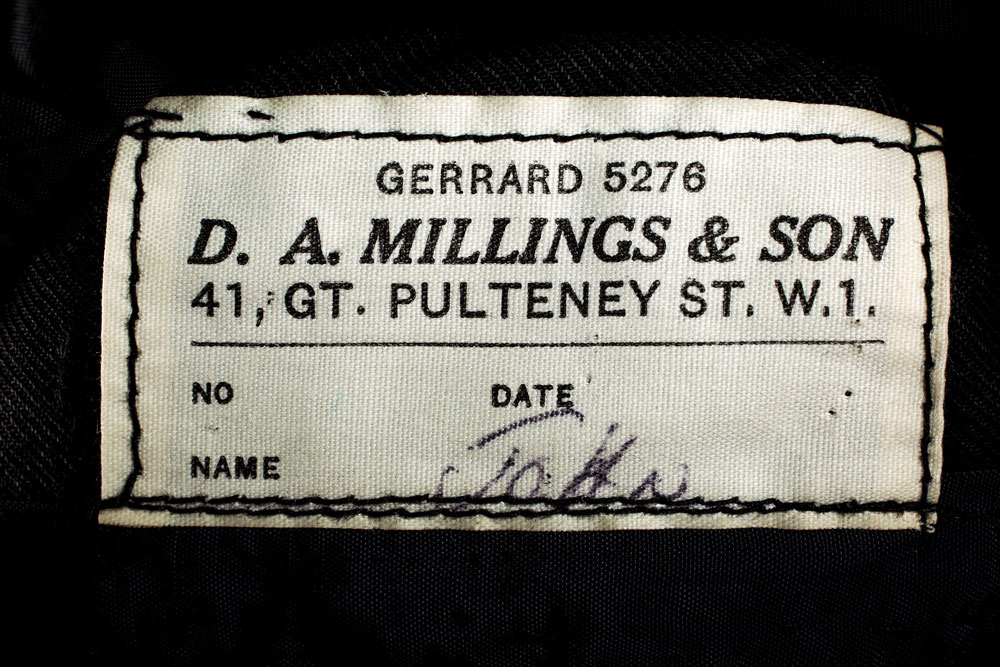 GERRARD 5276
D. A. MILLINGS & SON
41, GT. PULTENEY ST. W.1.
NO DATE
NAME John